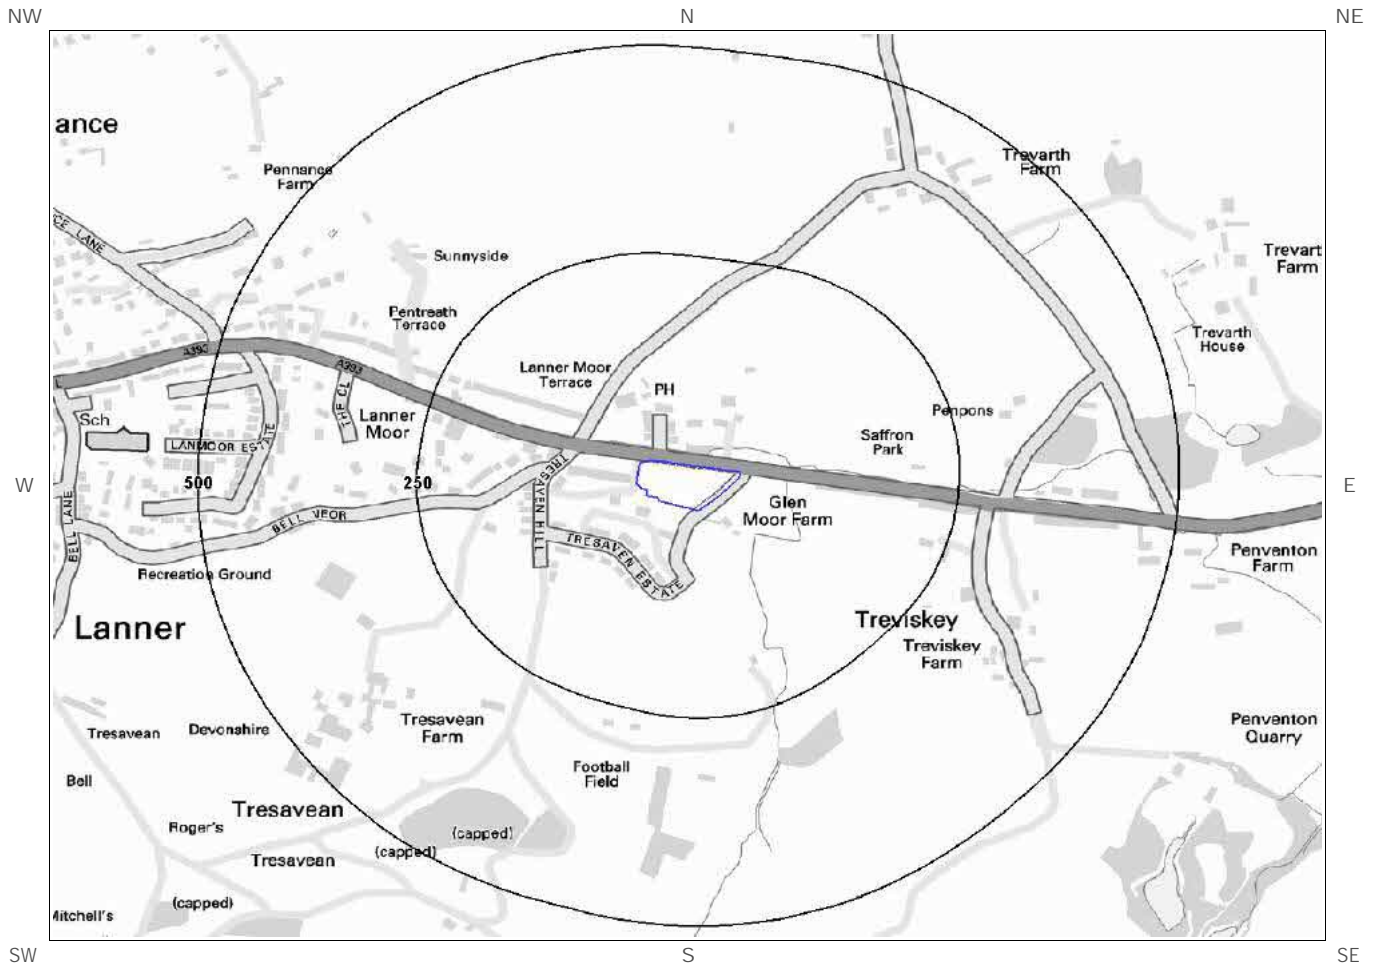 NW
N
NE
ance
Pennance
Farm
Trevarth
Farm
CE LANE
Sunnyside
Trevart
Farm
Pentreath
Terrace
Trevarth
House
A393
A393
Lanner Moor
Terrace
PH
THE CL
Penpons
Sch
Lanner
Moor
LANMOOR ESTATE
Saffron
Park
W
500
250
E
TRESAVEN HILL
Glen
Moor Farm
BELL LANE
BELL VEOR
TRESAVEN ESTATE
Penventon
Farm
Recreation Ground
Lanner
Treviskey
Treviskey
Farm
Tresavean
Devonshire
Tresavean
Farm
Penventon
Quarry
Bell
Football
Field
Tresavean
Roger's
(capped)
(capped)
Tresavean
(capped)
Mitchell's
SW
S
SE